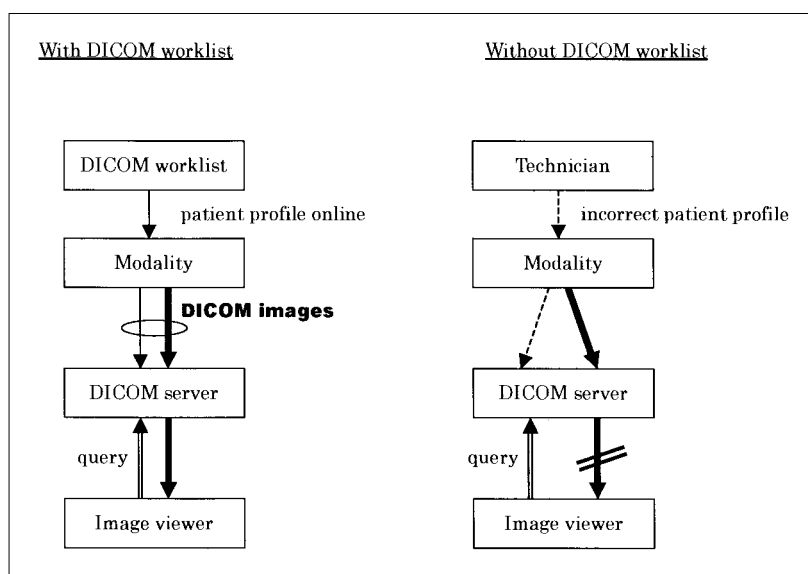 With DICOM worklist
DICOM worklist
patient profile online
Modality
DICOM images
DICOM server
query
Image viewer
Without DICOM worklist
Technician
incorrect patient profile
Modality
DICOM server
query
Image viewer